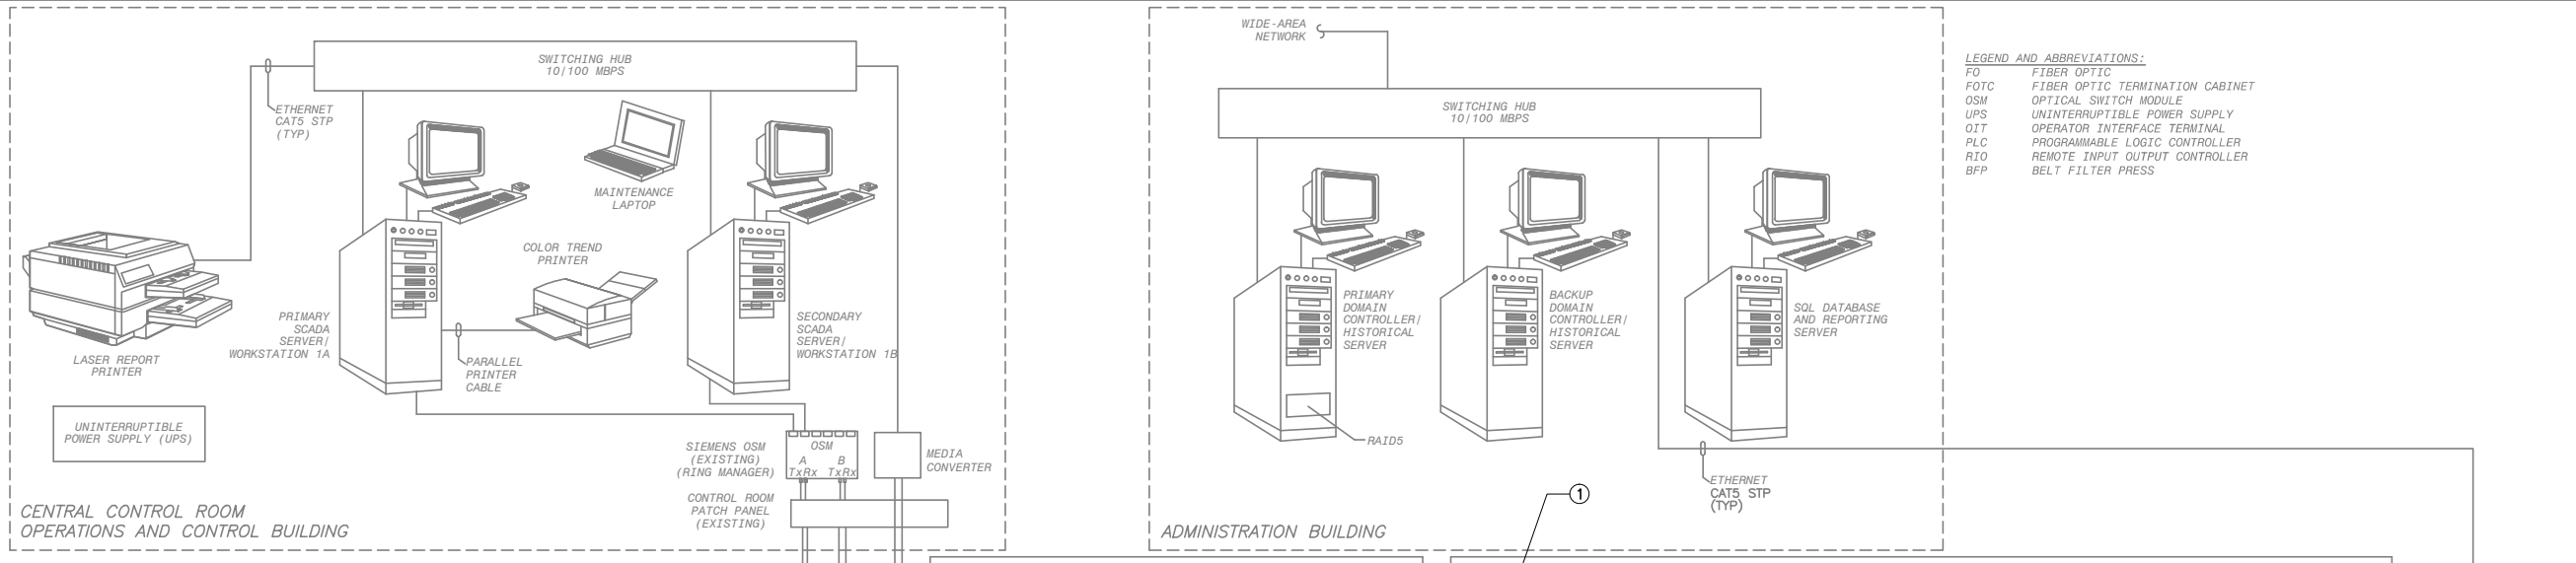 SWITCHING HUB
10/100 MBPS
ETHERNET
CAT5 STP
(TYP)
MAINTENANCE
LAPTOP
COLOR TREND
PRINTER
PRIMARY
SCADA
SERVER/
WORKSTATION 1A
SECONDARY
SCADA
SERVER/
WORKSTATION 1B
LASER REPORT
PRINTER
PARALLEL
PRINTER
CABLE
UNINTERRUPTIBLE
POWER SUPPLY (UPS)
SIEMENS OSM
(EXISTING)
(RING MANAGER)
OSM
A B
TxRx TxRx
MEDIA
CONVERTER
CONTROL ROOM
PATCH PANEL
(EXISTING)
CENTRAL CONTROL ROOM
OPERATIONS AND CONTROL BUILDING
WIDE-AREA
NETWORK
SWITCHING HUB
10/100 MBPS
PRIMARY
DOMAIN
CONTROLLER/
HISTORICAL
SERVER
BACKUP
DOMAIN
CONTROLLER/
HISTORICAL
SERVER
SQL DATABASE
AND REPORTING
SERVER
RAID5
ETHERNET
CAT5 STP
(TYP)
1
ADMINISTRATION BUILDING
LEGEND AND ABBREVIATIONS:
FO FIBER OPTIC
FOTC FIBER OPTIC TERMINATION CABINET
OSM OPTICAL SWITCH MODULE
UPS UNINTERRUPTIBLE POWER SUPPLY
OIT OPERATOR INTERFACE TERMINAL
PLC PROGRAMMABLE LOGIC CONTROLLER
RIO REMOTE INPUT OUTPUT CONTROLLER
BFP BELT FILTER PRESS